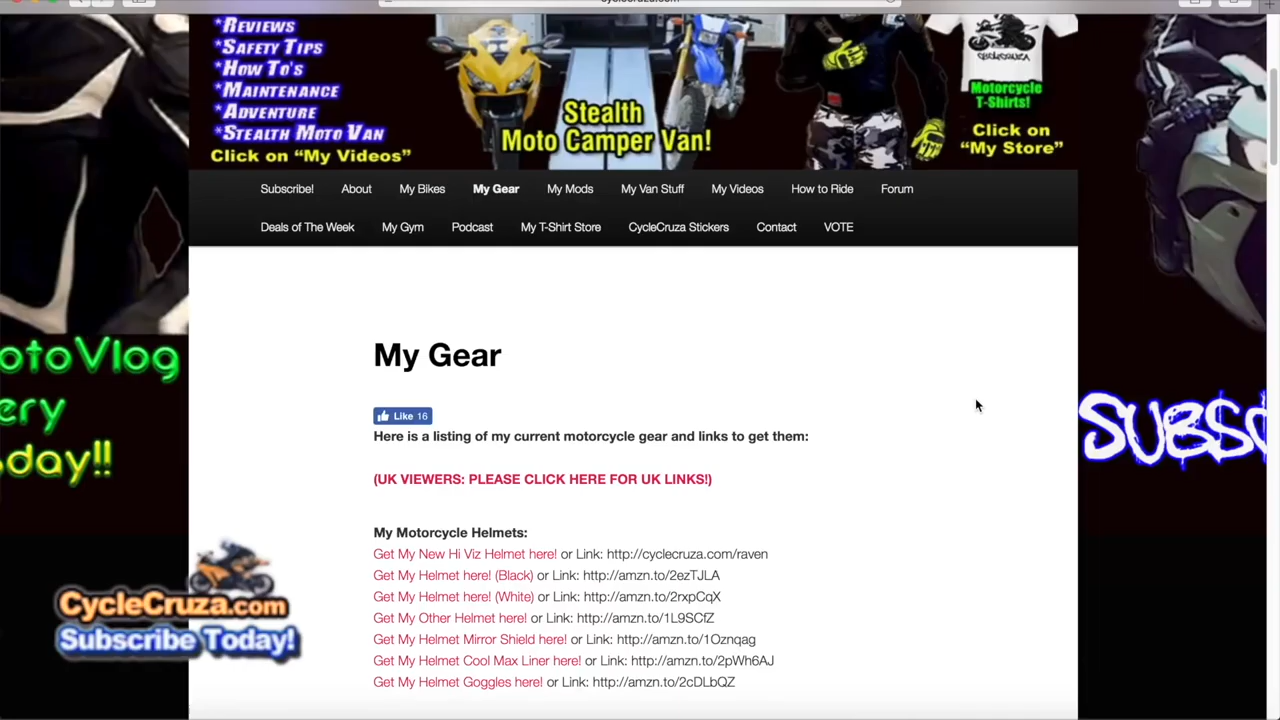 *Reviews
*Safety Tips
*How To's
*Maintenance
*Adventure
*Stealth Moto Van
Click on "My Videos"
Stealth
Moto Camper Van!
Motorcycle
T-Shirts!
Click on
"My Store"
Subscribe! About My Bikes My Gear My Mods My Van Stuff My Videos How to Ride Forum
Deals of The Week My Gym Podcast My T-Shirt Store CycleCruza Stickers Contact VOTE
My Gear
Like 16
Here is a listing of my current motorcycle gear and links to get them:
(UK VIEWERS: PLEASE CLICK HERE FOR UK LINKS!)
My Motorcycle Helmets:
Get My New Hi Viz Helmet here! or Link: http://cyclecruza.com/raven
Get My Helmet here! (Black) or Link: http://amzn.to/2ezTJLA
Get My Helmet here! (White) or Link: http://amzn.to/2rxpCqX
Get My Other Helmet here! or Link: http://amzn.to/1L9SCfZ
Get My Helmet Mirror Shield here! or Link: http://amzn.to/1Oznqag
Get My Helmet Cool Max Liner here! or Link: http://amzn.to/2pWh6AJ
Get My Helmet Goggles here! or Link: http://amzn.to/2cDLbQZ
otoVlog
ery
day!!
SUBSC
CycleCruza.com
Subscribe Today!